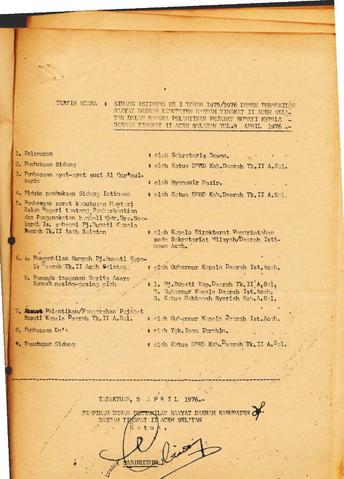 TERTIB ACARA : SIDANG ISTIMEWA KE I TAHUN 1975/1976 DEWAN PERWAKILAN
RAKYAT DAERAH KABUPATEN DAERAH TINGKAT II ACEH SELA-
TAN DALAM RANGKA PELANTIKAN PEJABAT BUPATI KEPALA
DAERAH TINGKAT II ACEH SELATAN TGL.9 APRIL 1976.-
1. Pelaporan : oleh Sekretaris Dewan.
2. Pembukaan Sidang : oleh Ketua DPRD Kab.Daerah Tk.II A.Sel.
3. Pembacaan ayat-ayat suci Al Qur'anul-
karim : oleh Syamsuir Nazir.
4. Pidato pembukaan Sidang Istimewa : oleh Ketua DPRD Kab.Daerah Tk.II A.Sel.
5. Pembacaan surat keputusan Menteri
Dalam Negeri tentang Pemberhentian
dan Pengangkatan kembali
Is. sebagai Pj.Bupati Kepala
Daerah Tk.II Aceh Selatan : oleh Kepala Direktorat Pemerintahan
pada Sekretariat Wilayah/Daerah Isti-
mewa Aceh.
6. a. Pengambilan Sumpah Pj.Bupati Kepa-
la Daerah Tk.II Aceh Selatan : oleh Gubernur Kepala Daerah Ist.Aceh.
b. Penanda tanganan Berita Acara
Sumpah masing-masing oleh : 1. Pj.Bupati Kep.Daerah Tk.II A.Sel,
2. Gubernur Kepala Daerah Ist.Aceh.
3. Ketua Mahkamah Syariah Kab.A.Sel.
7. Pelantikan/Pengarahan Pejabat
Bupati Kepala Daerah Tk.II A.Sel. : oleh Gubernur Kepala Daerah Ist.Aceh.
8. Pembacaan Do'a : oleh Tgk.Imam Ibrahim.
9. Penutupan Sidang : oleh Ketua DPRD Kab.Daerah Tk.II A.Sel.
TAPAKTUAN, 5 APRIL 1976.-
PIMPINAN DEWAN PERWAKILAN RAKYAT DAERAH KABUPATEN
DAERAH TINGKAT II ACEH SELATAN
Ketua,